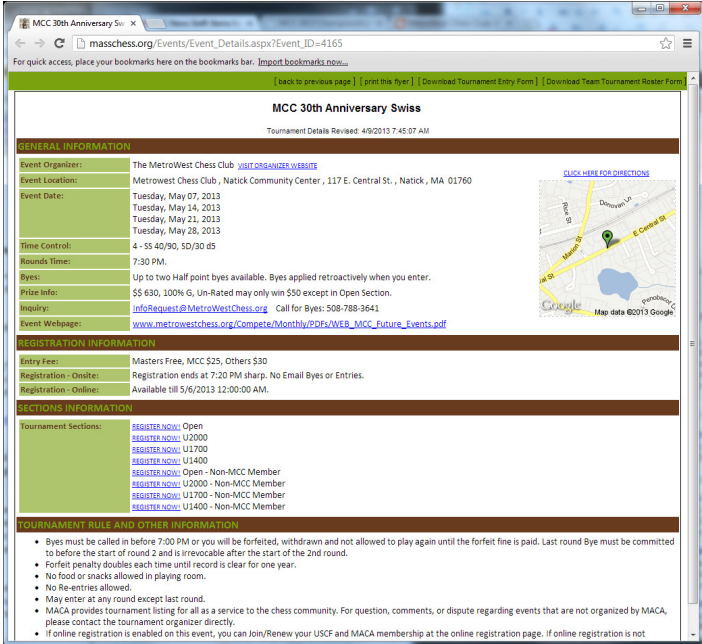 MCC 30th Anniversary Sw ×
masschess.org/Events/Event_Details.aspx?Event_ID=4165
For quick access, place your bookmarks here on the bookmarks bar. Import bookmarks now...
[ back to previous page ] [ print this flyer ] [ Download Tournament Entry Form ] [ Download Team Tournament Roster Form ]
MCC 30th Anniversary Swiss
Tournament Details Revised: 4/9/2013 7:45:07 AM
GENERAL INFORMATION
Event Organizer: The MetroWest Chess Club VISIT ORGANIZER WEBSITE
CLICK HERE FOR DIRECTIONS
Event Location: Metrowest Chess Club , Natick Community Center , 117 E. Central St. , Natick , MA 01760
Event Date: Tuesday, May 07, 2013
Tuesday, May 14, 2013
Tuesday, May 21, 2013
Tuesday, May 28, 2013
Donovan Ln
Rice St
E Central St
Marion St
ral St
Penobscot
Google Map data ©2013 Google
Time Control: 4 - SS 40/90, SD/30 d5
Rounds Time: 7:30 PM.
Byes: Up to two Half point byes available. Byes applied retroactively when you enter.
Prize Info: $$ 630, 100% G, Un-Rated may only win $50 except in Open Section.
Inquiry: InfoRequest@MetroWestChess.org Call for Byes: 508-788-3641
Event Webpage: www.metrowestchess.org/Compete/Monthly/PDFs/WEB_MCC_Future_Events.pdf
REGISTRATION INFORMATION
Entry Fee: Masters Free, MCC $25, Others $30
Registration - Onsite: Registration ends at 7:20 PM sharp. No Email Byes or Entries.
Registration - Online: Available till 5/6/2013 12:00:00 AM.
SECTIONS INFORMATION
Tournament Sections: REGISTER NOW! Open
REGISTER NOW! U2000
REGISTER NOW! U1700
REGISTER NOW! U1400
REGISTER NOW! Open - Non-MCC Member
REGISTER NOW! U2000 - Non-MCC Member
REGISTER NOW! U1700 - Non-MCC Member
REGISTER NOW! U1400 - Non-MCC Member
TOURNAMENT RULE AND OTHER INFORMATION
• Byes must be called in before 7:00 PM or you will be forfeited, withdrawn and not allowed to play again until the forfeit fine is paid. Last round Bye must be committed
to before the start of round 2 and is irrevocable after the start of the 2nd round.
• Forfeit penalty doubles each time until record is clear for one year.
• No food or snacks allowed in playing room.
• No Re-entries allowed.
• May enter at any round except last round.
• MACA provides tournament listing for all as a service to the chess community. For question, comments, or dispute regarding events that are not organized by MACA,
please contact the tournament organizer directly.
• If online registration is enabled on this event, you can Join/Renew your USCF and MACA membership at the online registration page. If online registration is not